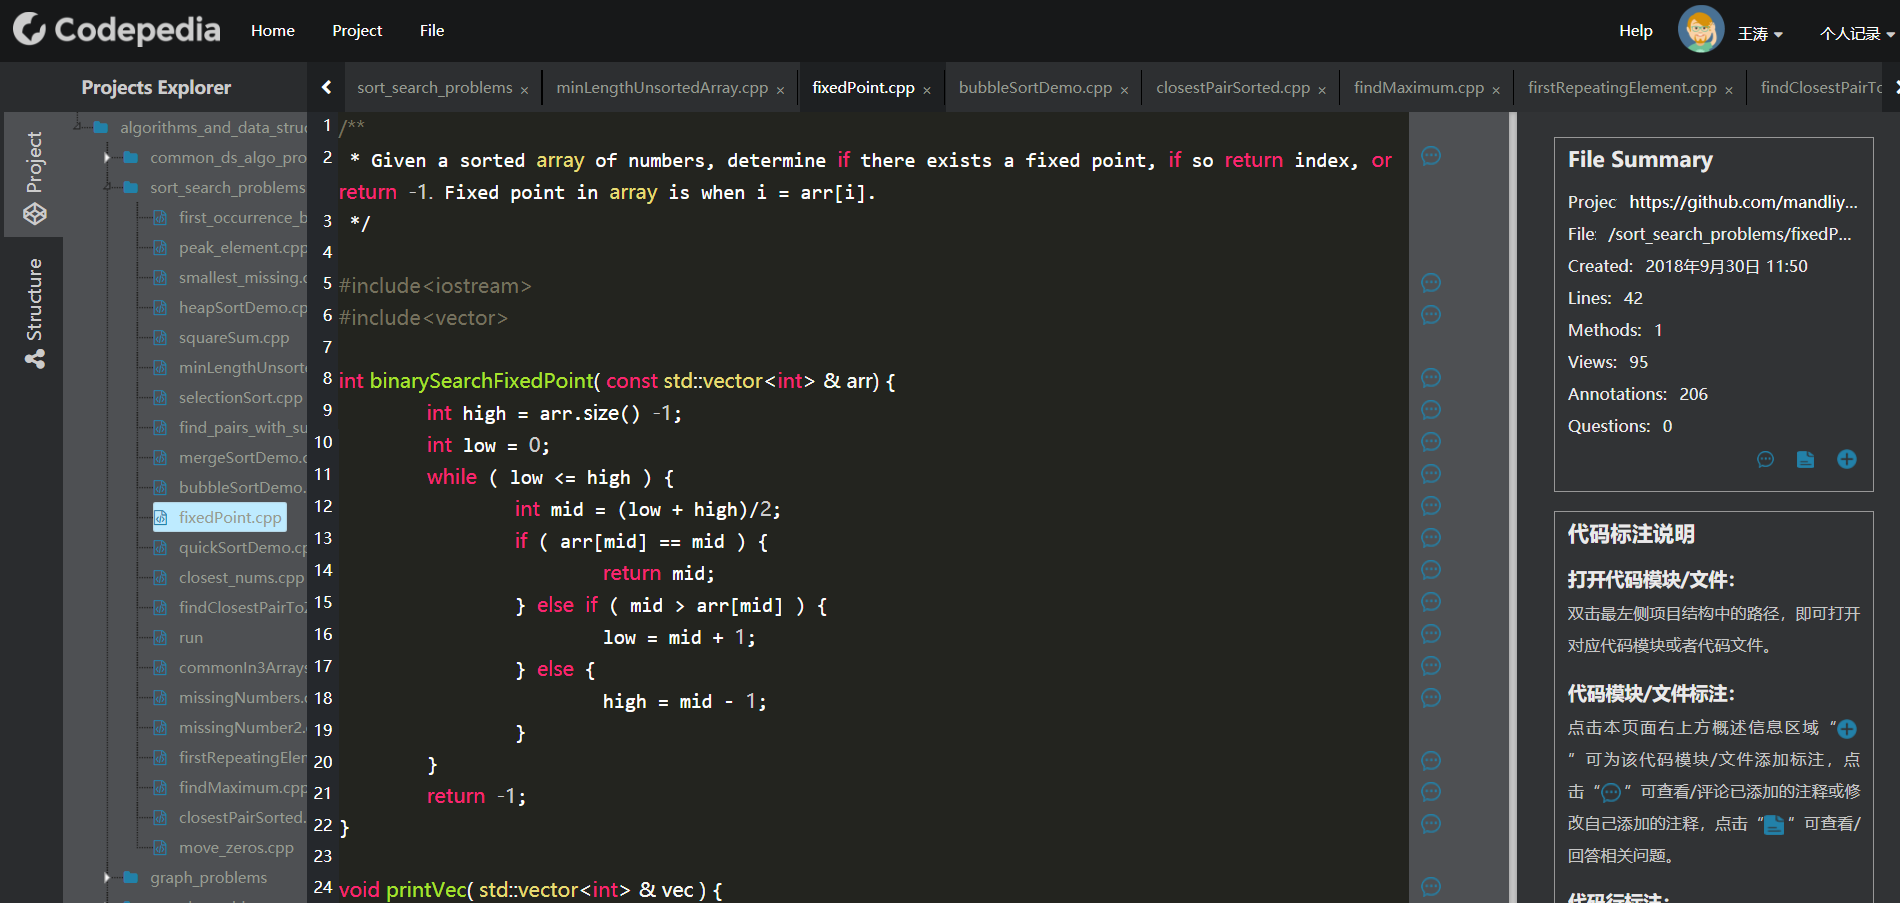 Codepedia Home Project File Help 王涛 个人记录
Projects Explorer
sort_search_problems × minLengthUnsortedArray.cpp × fixedPoint.cpp × bubbleSortDemo.cpp × closestPairSorted.cpp × findMaximum.cpp × firstRepeatingElement.cpp × findClosestPairTo
Project
Structure
algorithms_and_data_stru
common_ds_algo_pro
sort_search_problems
first_occurrence_b
peak_element.cpp
smallest_missing.c
heapSortDemo.cp
squareSum.cpp
minLengthUnsort
selectionSort.cpp
find_pairs_with_su
mergeSortDemo.c
bubbleSortDemo.
fixedPoint.cpp
quickSortDemo.cp
closest_nums.cpp
findClosestPairToZ
run
commonIn3Arrays
missingNumbers.c
missingNumber2.
firstRepeatingEler
findMaximum.cpp
closestPairSorted.
move_zeros.cpp
graph_problems
1 /**
2 * Given a sorted array of numbers, determine if there exists a fixed point, if so return index, or
return -1. Fixed point in array is when i = arr[i].
3 */
4
5 #include<iostream>
6 #include<vector>
7
8 int binarySearchFixedPoint( const std::vector<int> & arr) {
9 int high = arr.size() -1;
10 int low = 0;
11 while ( low <= high ) {
12 int mid = (low + high)/2;
13 if ( arr[mid] == mid ) {
14 return mid;
15 } else if ( mid > arr[mid] ) {
16 low = mid + 1;
17 } else {
18 high = mid - 1;
19 }
20 }
21 return -1;
22 }
23
24 void printVec( std::vector<int> & vec ) {
File Summary
Projec https://github.com/mandliy...
File: /sort_search_problems/fixedP...
Created: 2018年9月30日 11:50
Lines: 42
Methods: 1
Views: 95
Annotations: 206
Questions: 0
代码标注说明
打开代码模块/文件：
双击最左侧项目结构中的路径，即可打开
对应代码模块或者代码文件。
代码模块/文件标注：
点击本页面右上方概述信息区域“
”可为该代码模块/文件添加标注，点
击“ ”可查看/评论已添加的注释或修
改自己添加的注释，点击“ ”可查看/
回答相关问题。
代码行标注：